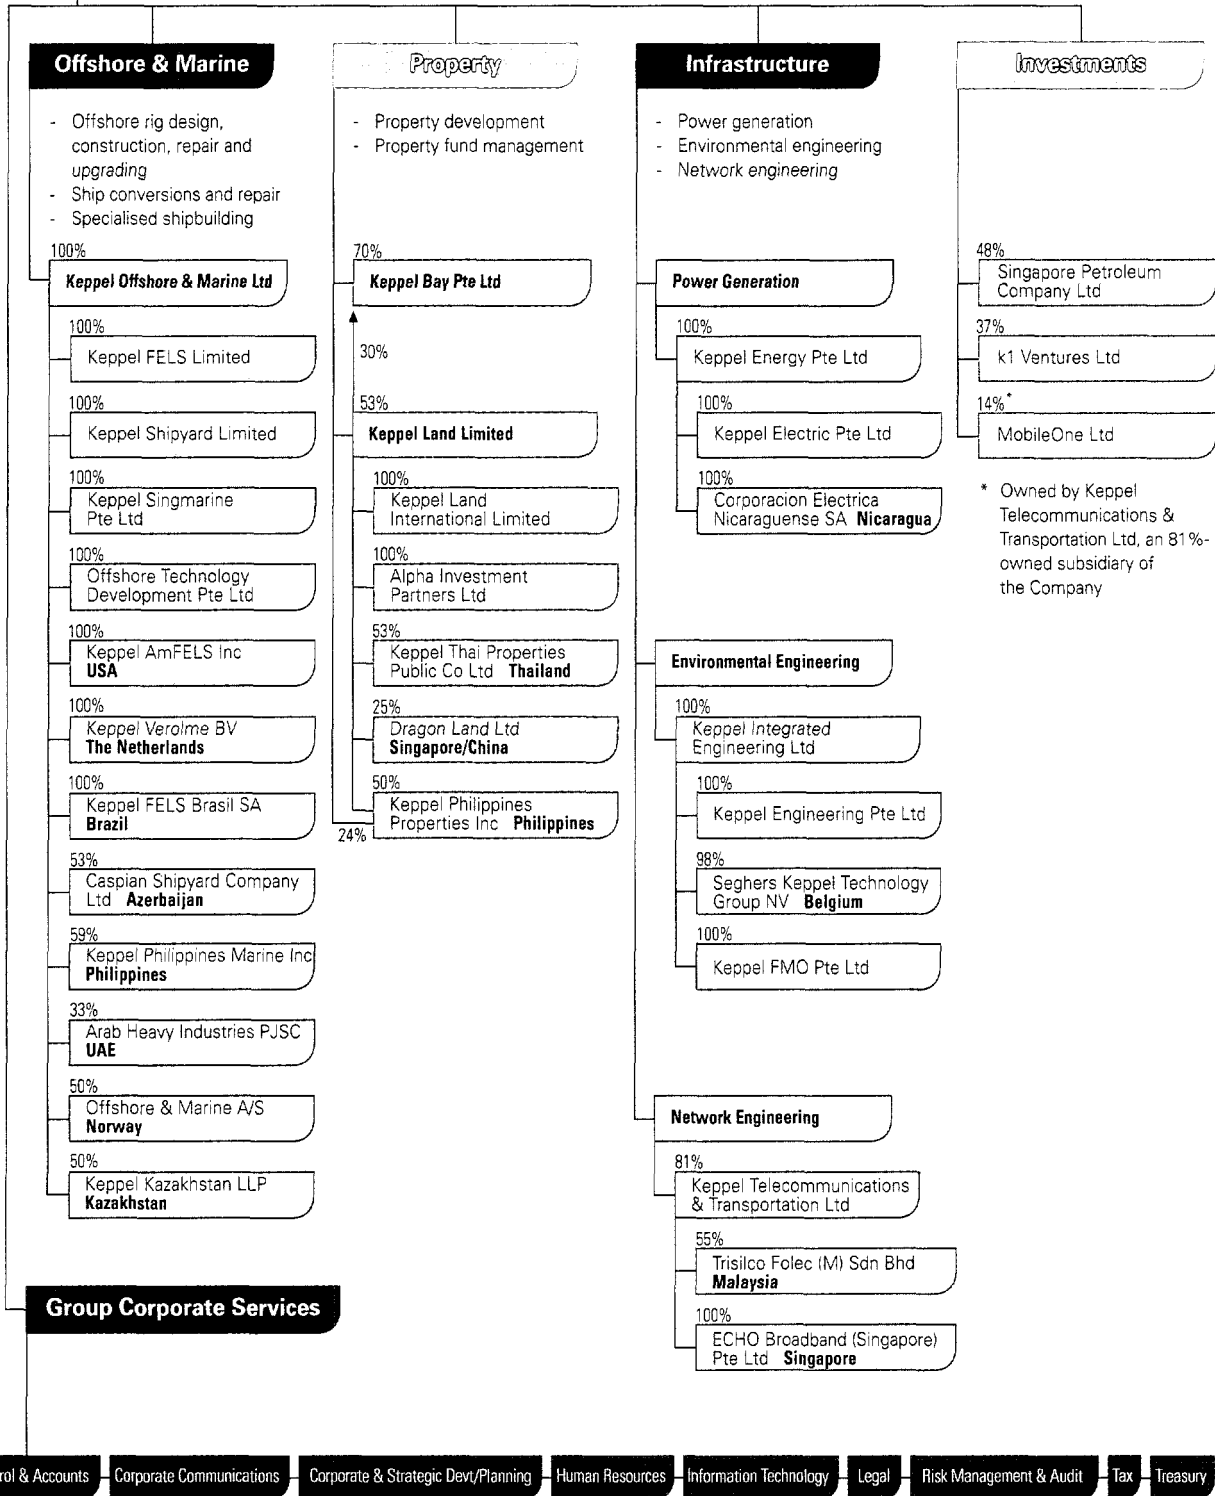 Offshore & Marine
- Offshore rig design,
construction, repair and
upgrading
- Ship conversions and repair
- Specialised shipbuilding
100%
Keppel Offshore & Marine Ltd
100%
Keppel FELS Limited
100%
Keppel Shipyard Limited
100%
Keppel Singmarine
Pte Ltd
100%
Offshore Technology
Development Pte Ltd
100%
Keppel AmFELS Inc
USA
100%
Keppel Verolme BV
The Netherlands
100%
Keppel FELS Brasil SA
Brazil
53%
Caspian Shipyard Company
Ltd Azerbaijan
59%
Keppel Philippines Marine Inc
Philippines
33%
Arab Heavy Industries PJSC
UAE
50%
Offshore & Marine A/S
Norway
50%
Keppel Kazakhstan LLP
Kazakhstan
Property
- Property development
- Property fund management
70%
Keppel Bay Pte Ltd
30%
53%
Keppel Land Limited
100%
Keppel Land
International Limited
100%
Alpha Investment
Partners Ltd
53%
Keppel Thai Properties
Public Co Ltd Thailand
25%
Dragon Land Ltd
Singapore/China
50%
Keppel Philippines
Properties Inc Philippines
24%
Infrastructure
- Power generation
- Environmental engineering
- Network engineering
Power Generation
100%
Keppel Energy Pte Ltd
100%
Keppel Electric Pte Ltd
100%
Corporacion Electrica
Nicaraguense SA Nicaragua
Environmental Engineering
100%
Keppel Integrated
Engineering Ltd
100%
Keppel Engineering Pte Ltd
98%
Seghers Keppel Technology
Group NV Belgium
100%
Keppel FMO Pte Ltd
Network Engineering
81%
Keppel Telecommunications
& Transportation Ltd
55%
Trisilco Folec (M) Sdn Bhd
Malaysia
100%
ECHO Broadband (Singapore)
Pte Ltd Singapore
Investments
48%
Singapore Petroleum
Company Ltd
37%
k1 Ventures Ltd
14%*
MobileOne Ltd
* Owned by Keppel
Telecommunications &
Transportation Ltd, an 81%-
owned subsidiary of
the Company
Group Corporate Services
rol & Accounts
Corporate Communications
Corporate & Strategic Devt/Planning
Human Resources
Information Technology
Legal
Risk Management & Audit
Tax
Treasury